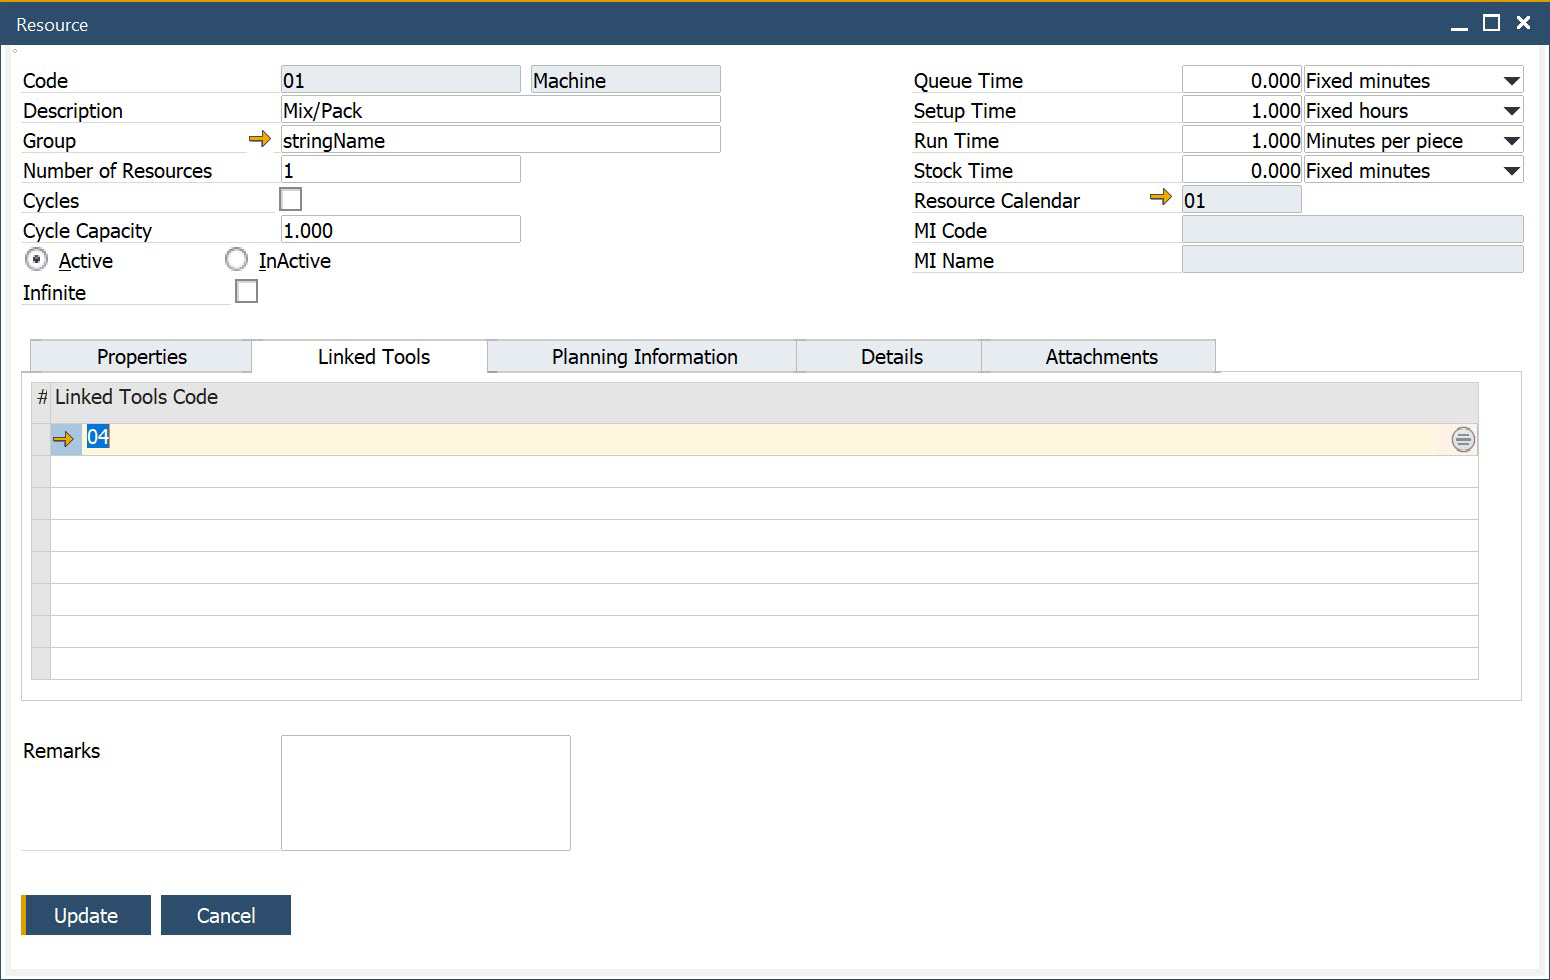 Resource
Code 01 Machine
Description Mix/Pack
Group stringName
Number of Resources 1
Cycles
Cycle Capacity 1.000
Active InActive
Infinite
Queue Time 0.000 Fixed minutes
Setup Time 1.000 Fixed hours
Run Time 1.000 Minutes per piece
Stock Time 0.000 Fixed minutes
Resource Calendar 01
MI Code
MI Name
Properties Linked Tools Planning Information Details Attachments
# Linked Tools Code
04
Remarks
Update Cancel